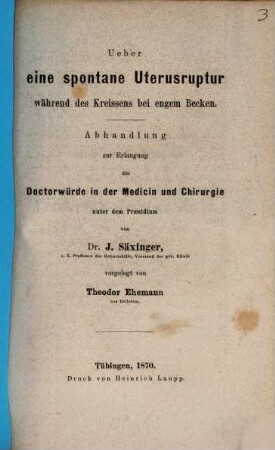 3
Ueber
eine spontane Uterusruptur
während des Kreissens bei engem Becken.
Abhandlung
zur Erlangung
der
Doctorwürde in der Medicin und Chirurgie
unter dem Præsidium
von
Dr. J. Säxinger,
o. ö. Professor der Geburtshilfe, Vorstand der geb. Klinik
vorgelegt von
Theodor Ehemann
aus
Tübingen, 1870.
Druck von Heinrich Laupp.